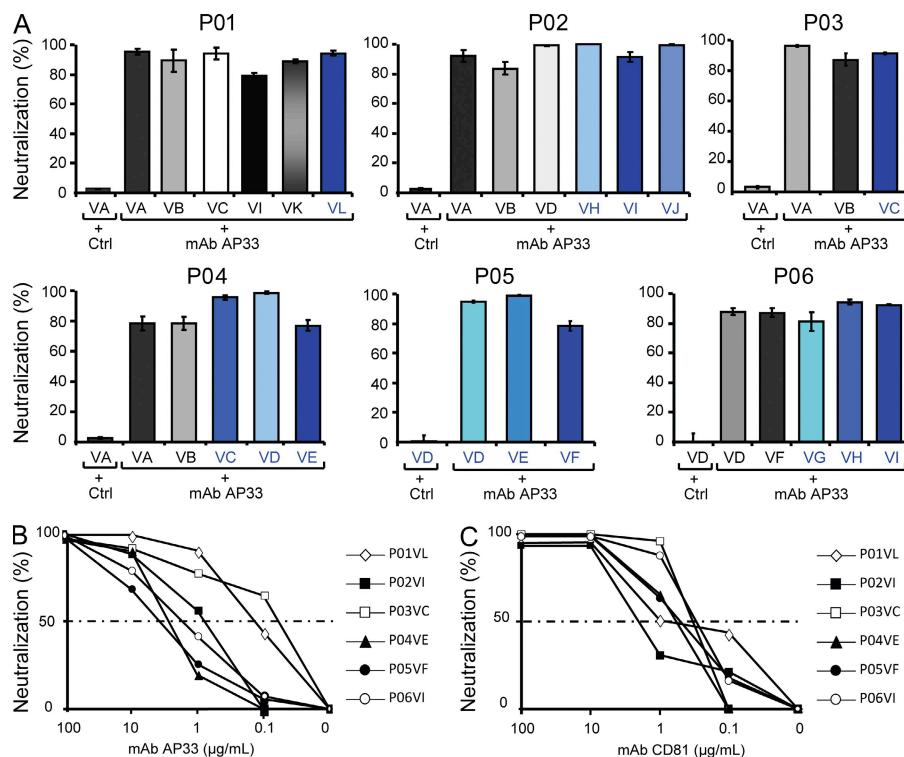 A
P01
P02
P03
Neutralization (%)
100
80
60
40
20
0
VA VA VB VC VI VK VL
+ +
Ctrl mAb AP33
100
80
60
40
20
0
VA VA VB VD VH VI VJ
+ +
Ctrl mAb AP33
100
80
60
40
20
0
VA VA VB VC
+ +
Ctrl mAb AP33
P04
P05
P06
Neutralization (%)
100
80
60
40
20
0
VA VA VB VC VD VE
+ +
Ctrl mAb AP33
100
80
60
40
20
0
VD VD VE VF
+ +
Ctrl mAb AP33
100
80
60
40
20
0
VD VD VF VG VH VI
+ +
Ctrl mAb AP33
B
Neutralization (%)
100
50
0
100 10 1 0.1 0
mAb AP33 (µg/mL)
P01VL
P02VI
P03VC
P04VE
P05VF
P06VI
C
Neutralization (%)
100
50
0
100 10 1 0.1 0
mAb CD81 (µg/mL)
P01VL
P02VI
P03VC
P04VE
P05VF
P06VI